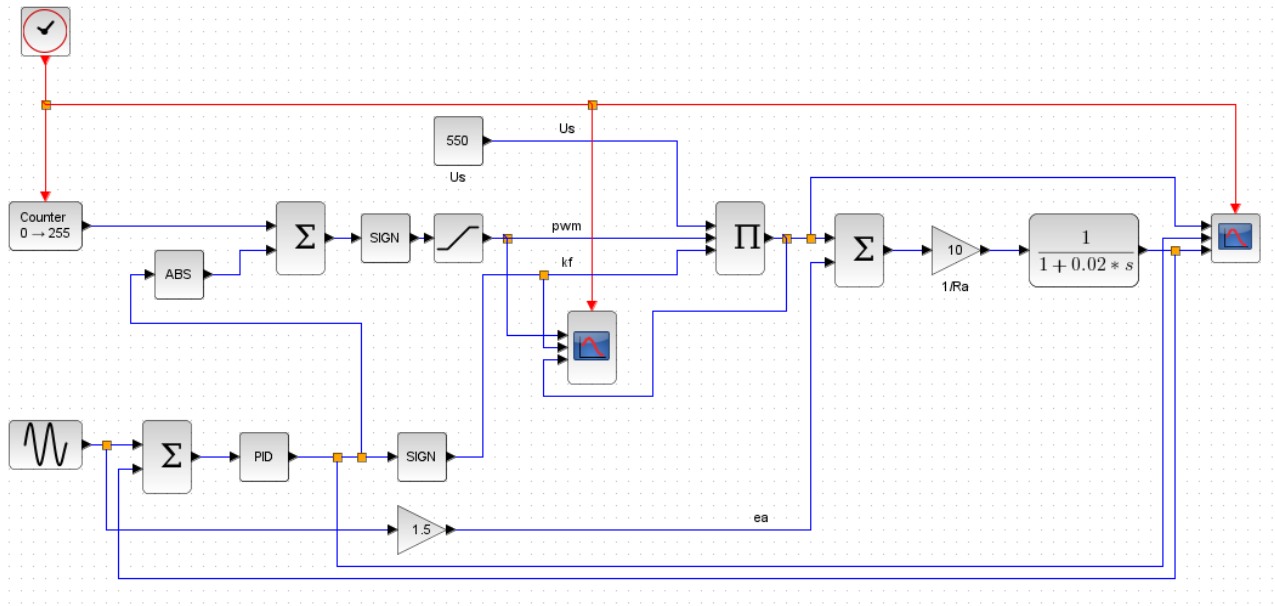 550
Us
Us
Counter
0 → 255
Σ
SIGN
pwm
Π
Σ
10
1/Ra
1
1 + 0.02 * s
ABS
kf
Σ
PID
SIGN
1.5
ea